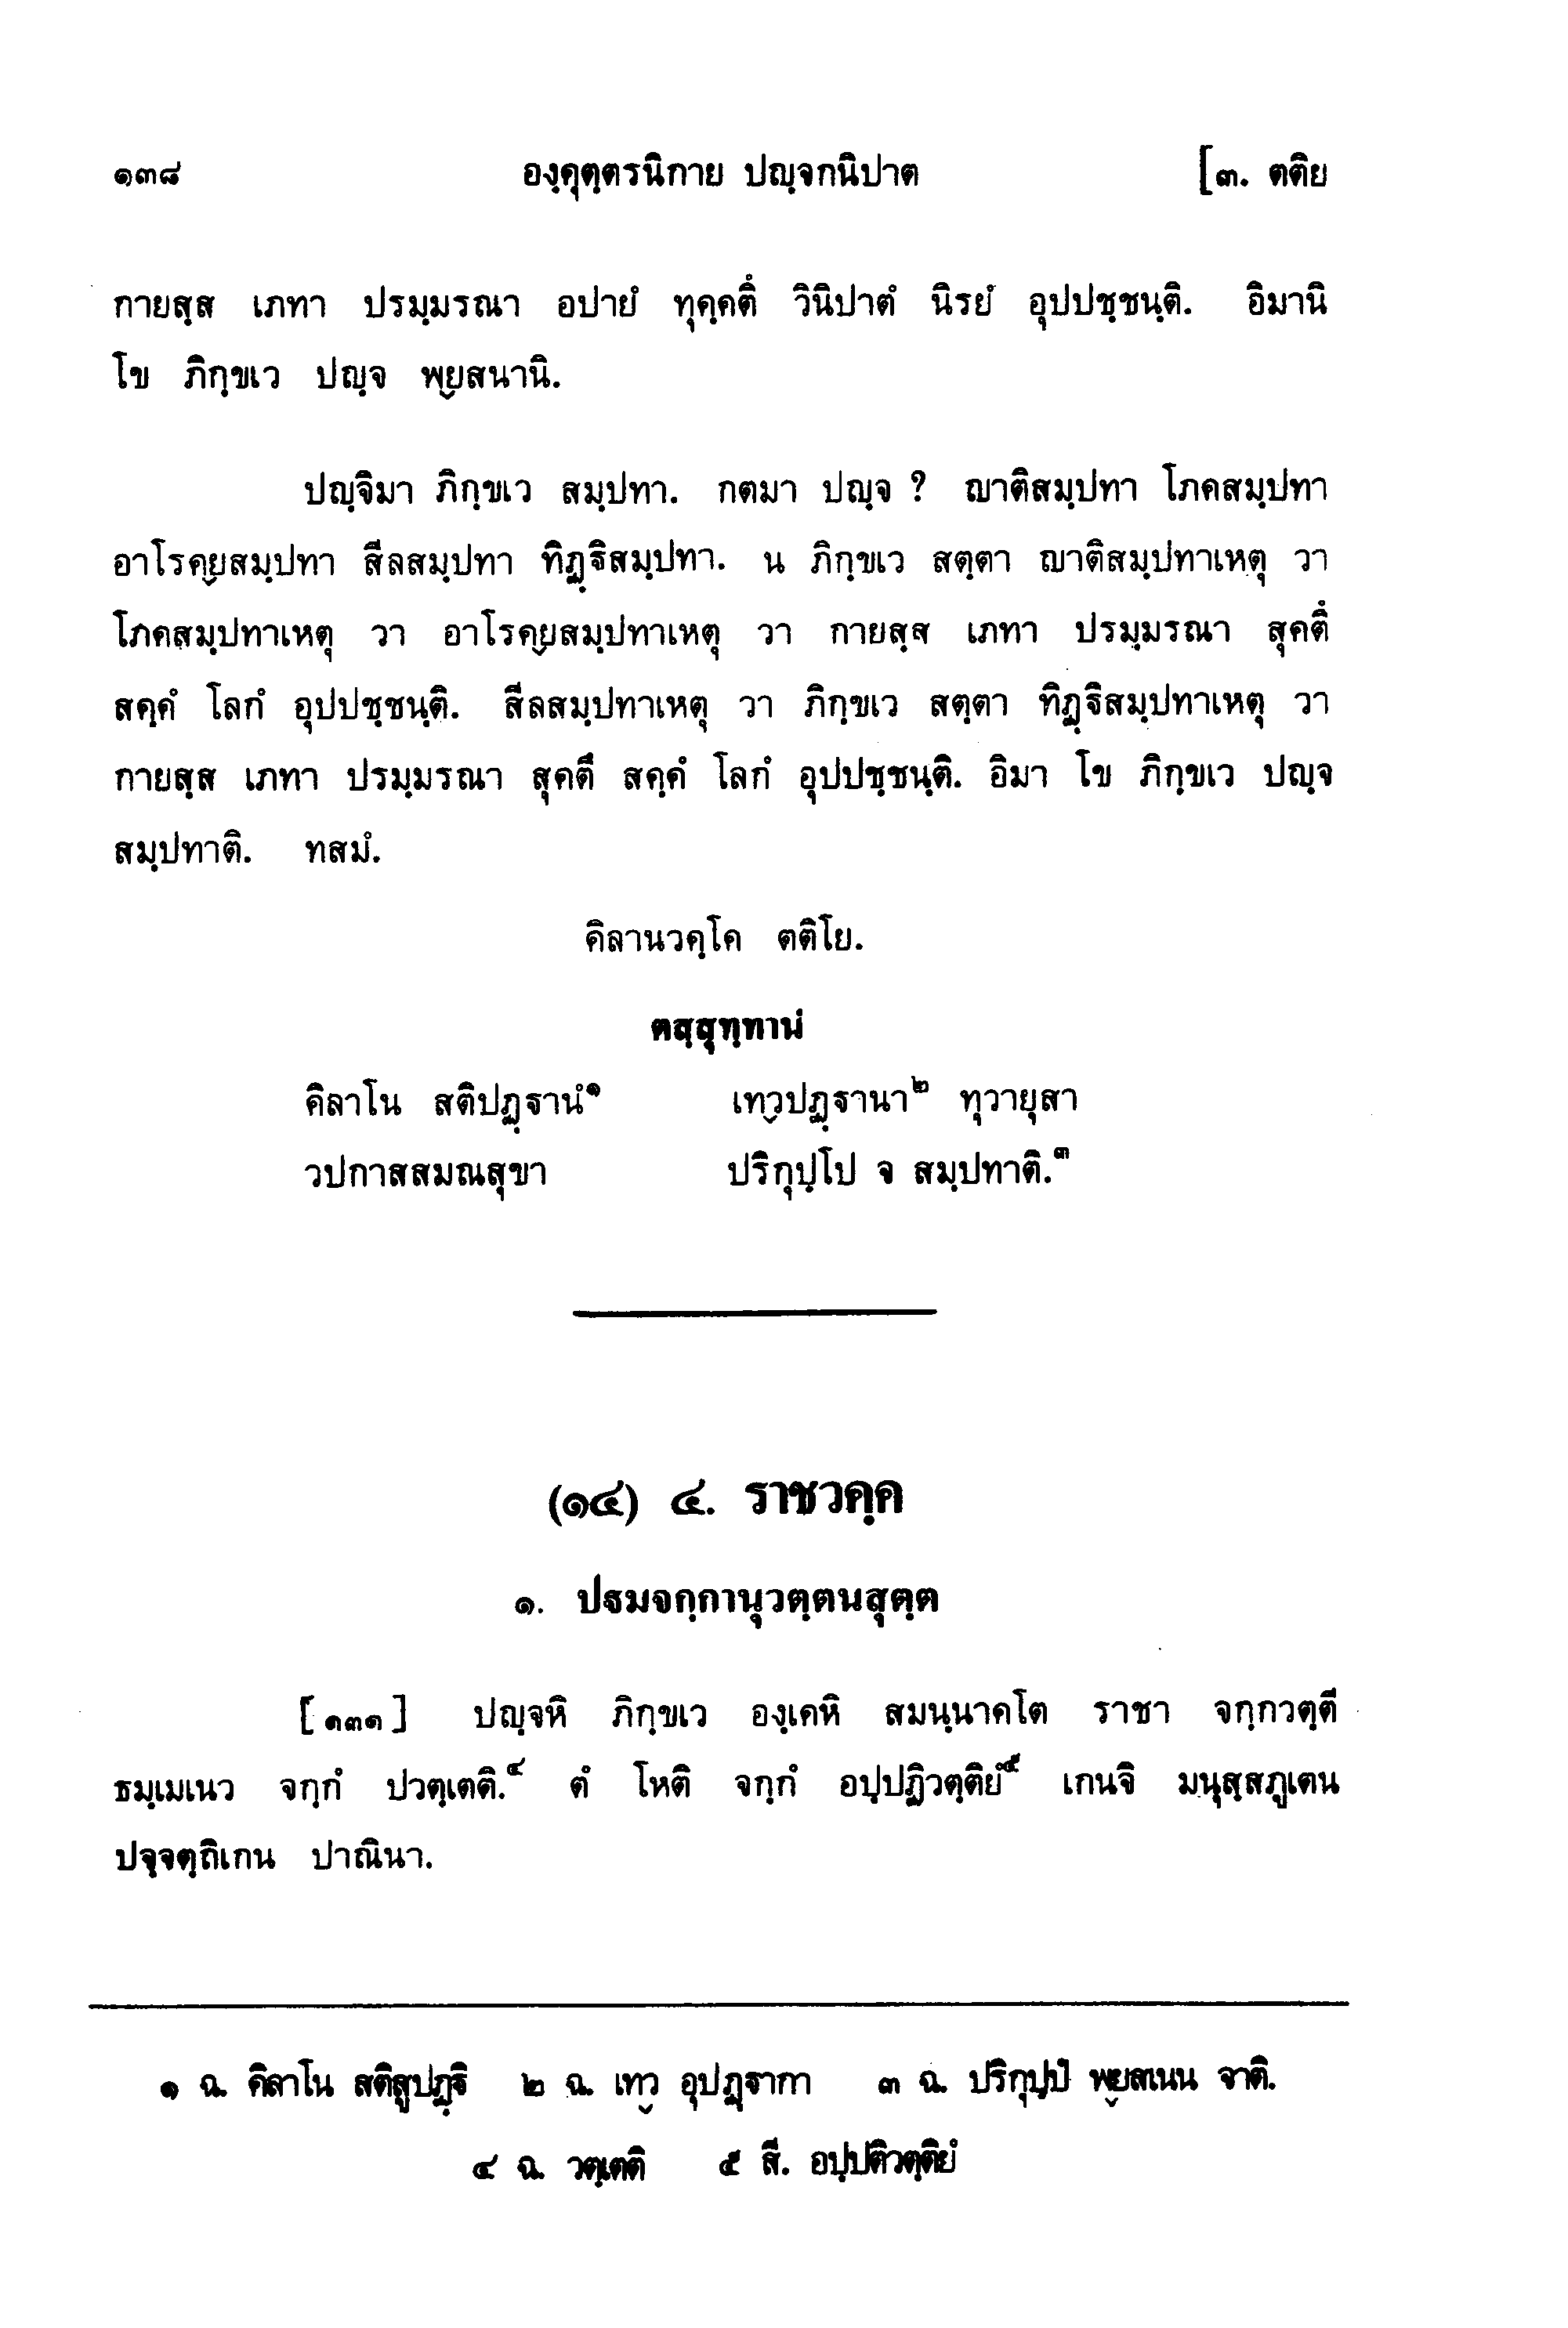 ๑๓๘ องฺคุตฺตรนิกาย ปญฺจกนิปาต [๓. ตติย
กายสฺส เภทา ปรมฺมรณา อปายํ ทุคฺคตึ วินิปาตํ นิรยํ อุปปชฺชนฺติ. อิมานิ
โข ภิกฺขเว ปญฺจ พฺยสนานิ.
ปญฺจิมา ภิกฺขเว สมฺปทา. กตมา ปญฺจ ? ญาติสมฺปทา โภคสมฺปทา
อาโรคฺยสมฺปทา สีลสมฺปทา ทิฏฺฐิสมฺปทา. น ภิกฺขเว สตฺตา ญาติสมฺปทาเหตุ วา
โภคสมฺปทาเหตุ วา อาโรคฺยสมฺปทาเหตุ วา กายสฺส เภทา ปรมฺมรณา สุคตึ
สคฺคํ โลกํ อุปปชฺชนฺติ. สีลสมฺปทาเหตุ วา ภิกฺขเว สตฺตา ทิฏฺฐิสมฺปทาเหตุ วา
กายสฺส เภทา ปรมฺมรณา สุคตึ สคฺคํ โลกํ อุปปชฺชนฺติ. อิมา โข ภิกฺขเว ปญฺจ
สมฺปทาติ. ทสมํ.
คิลานวคฺโค ตติโย.
ตสฺสุทฺทานํ
คิลาโน สติปฏฺฐานํ๑ เทฺวปฏฺฐานา๒ ทุวายุสา
วปกาสสมณสุขา ปริกุปฺโป จ สมฺปทาติ.๓
(๑๔) ๔. ราชวคฺค
๑. ปฐมจกฺกานุวตฺตนสุตฺต
[๑๓๑] ปญฺจหิ ภิกฺขเว องฺเคหิ สมนฺนาคโต ราชา จกฺกวตฺตี
ธมฺเมเนว จกฺกํ ปวตฺเตติ.๔ ตํ โหติ จกฺกํ อปฺปฏิวตฺติยํ๕ เกนจิ มนุสฺสภูเตน
ปจฺจตฺถิเกน ปาณินา.
๑ ฉ. คิลาโน สติสูปฏฺฐิ ๒ ฉ. เทฺว อุปฏฺฐากา ๓ ฉ. ปริกุปฺปํ พฺยสเนน จาติ.
๔ ฉ. วตฺเตติ ๕ สี. อปฺปติวตฺติยํ